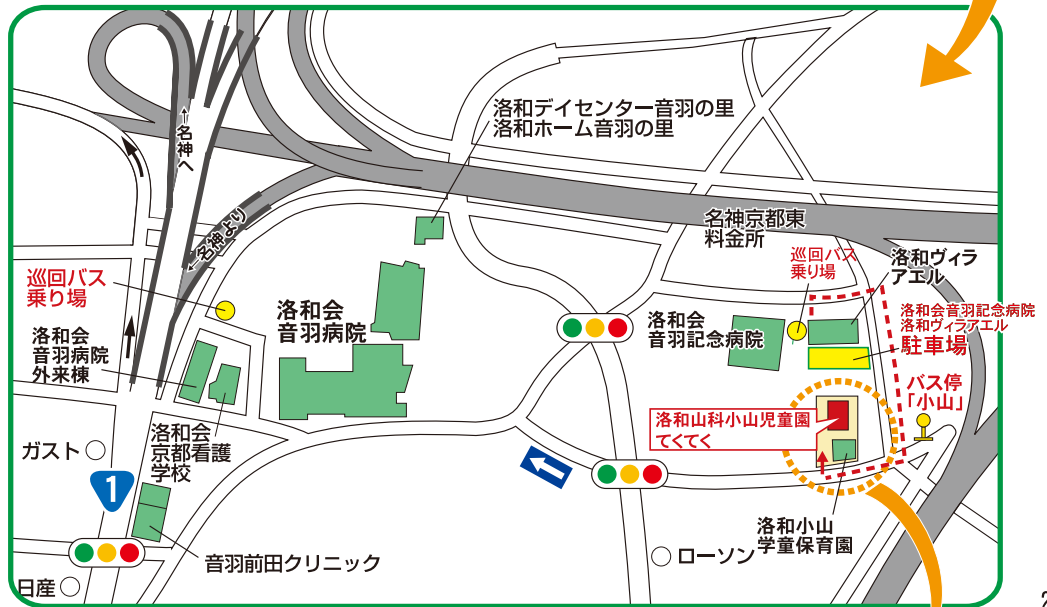 洛和デイセンター音羽の里
洛和ホーム音羽の里
←名神へ
←名神より
名神京都東
料金所
巡回バス
乗り場
洛和ヴィラ
アエル
巡回バス
乗り場
洛和会
音羽病院
洛和会
音羽記念病院
洛和会音羽記念病院
洛和ヴィラアエル
駐車場
洛和会
音羽病院
外来棟
バス停
「小山」
洛和山科小山児童園
てくてく
ガスト
洛和会
京都看護
学校
1
洛和小山
学童保育園
音羽前田クリニック
ローソン
日産